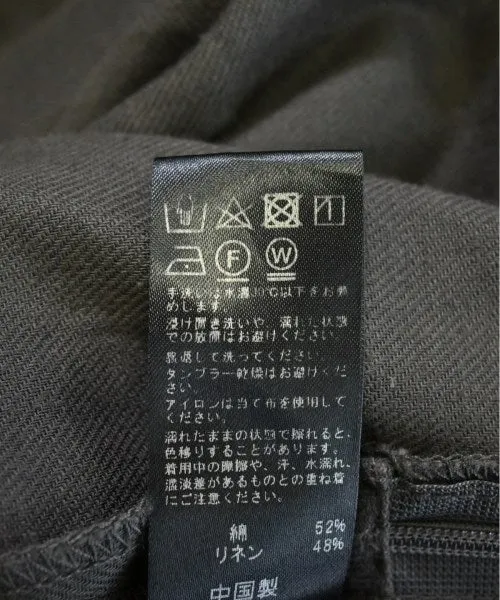 F W
手洗いは水温30℃以下をお勧
めします。
浸け置き洗いや、濡れた状態
での放置はお避けください。
裏返して洗ってください。
タンブラー乾燥はお避けくだ
さい。
アイロンは当て布を使用して
ください。
濡れたままの状態で擦れると、
色移りすることがあります。
着用中の摩擦や、汗、水濡れ、
濃淡差があるものとの重ね着
にご注意ください。
綿 52%
リネン 48%
中国製